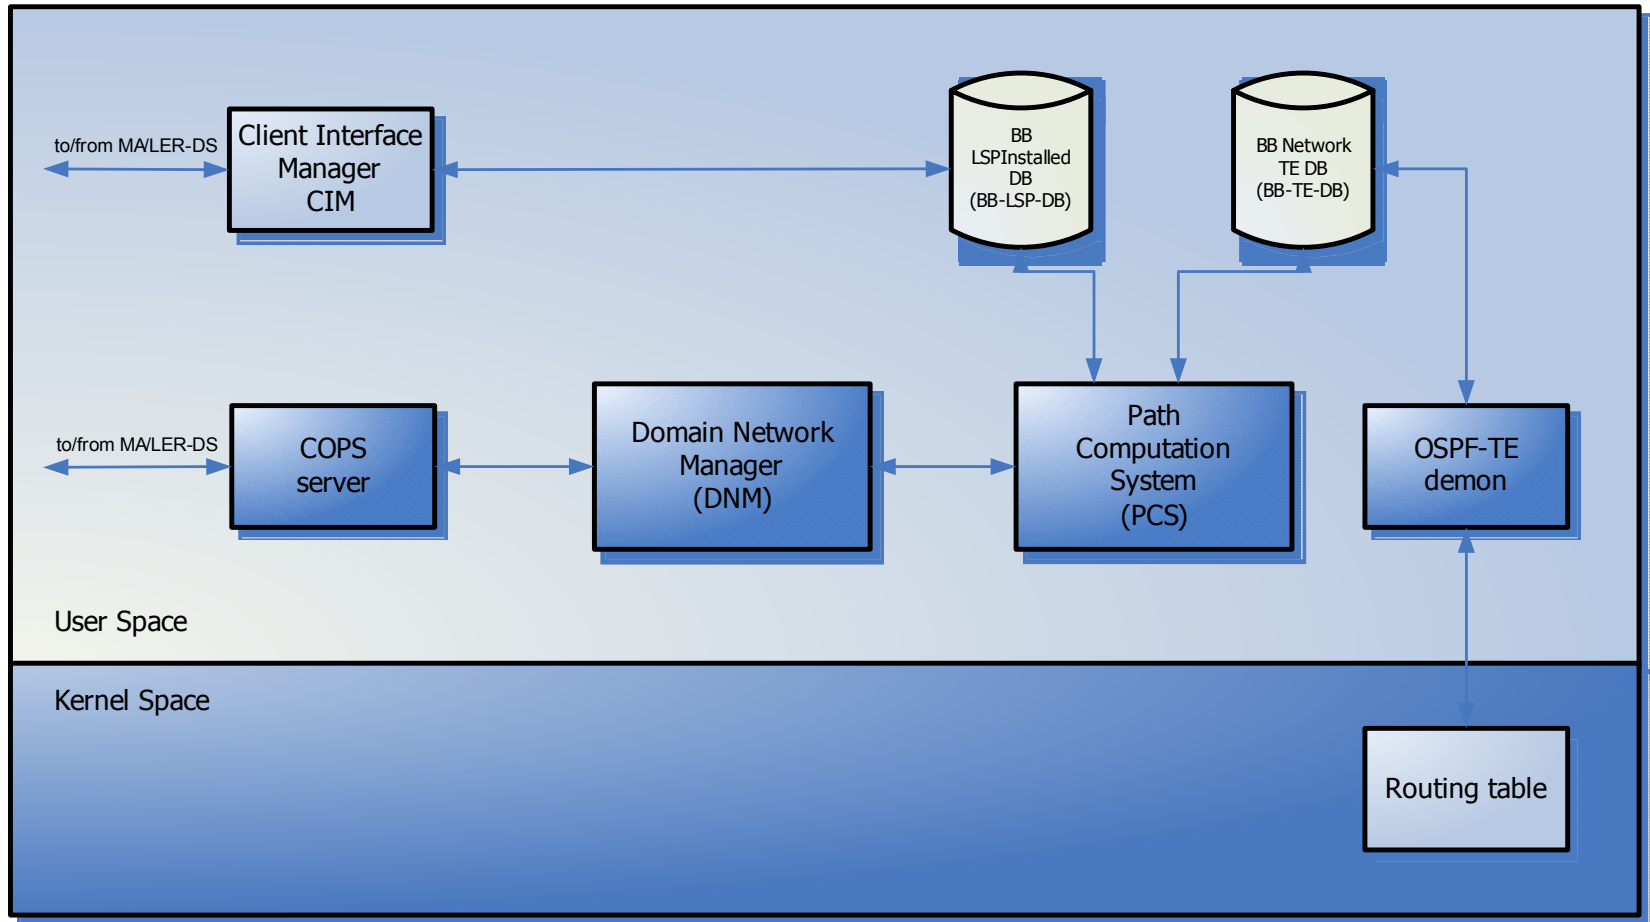 to/from MA/LER-DS
Client Interface
Manager
CIM
BB
LSPInstalled
DB
(BB-LSP-DB)
BB Network
TE DB
(BB-TE-DB)
to/from MA/LER-DS
COPS
server
Domain Network
Manager
(DNM)
Path
Computation
System
(PCS)
OSPF-TE
demon
User Space
Kernel Space
Routing table